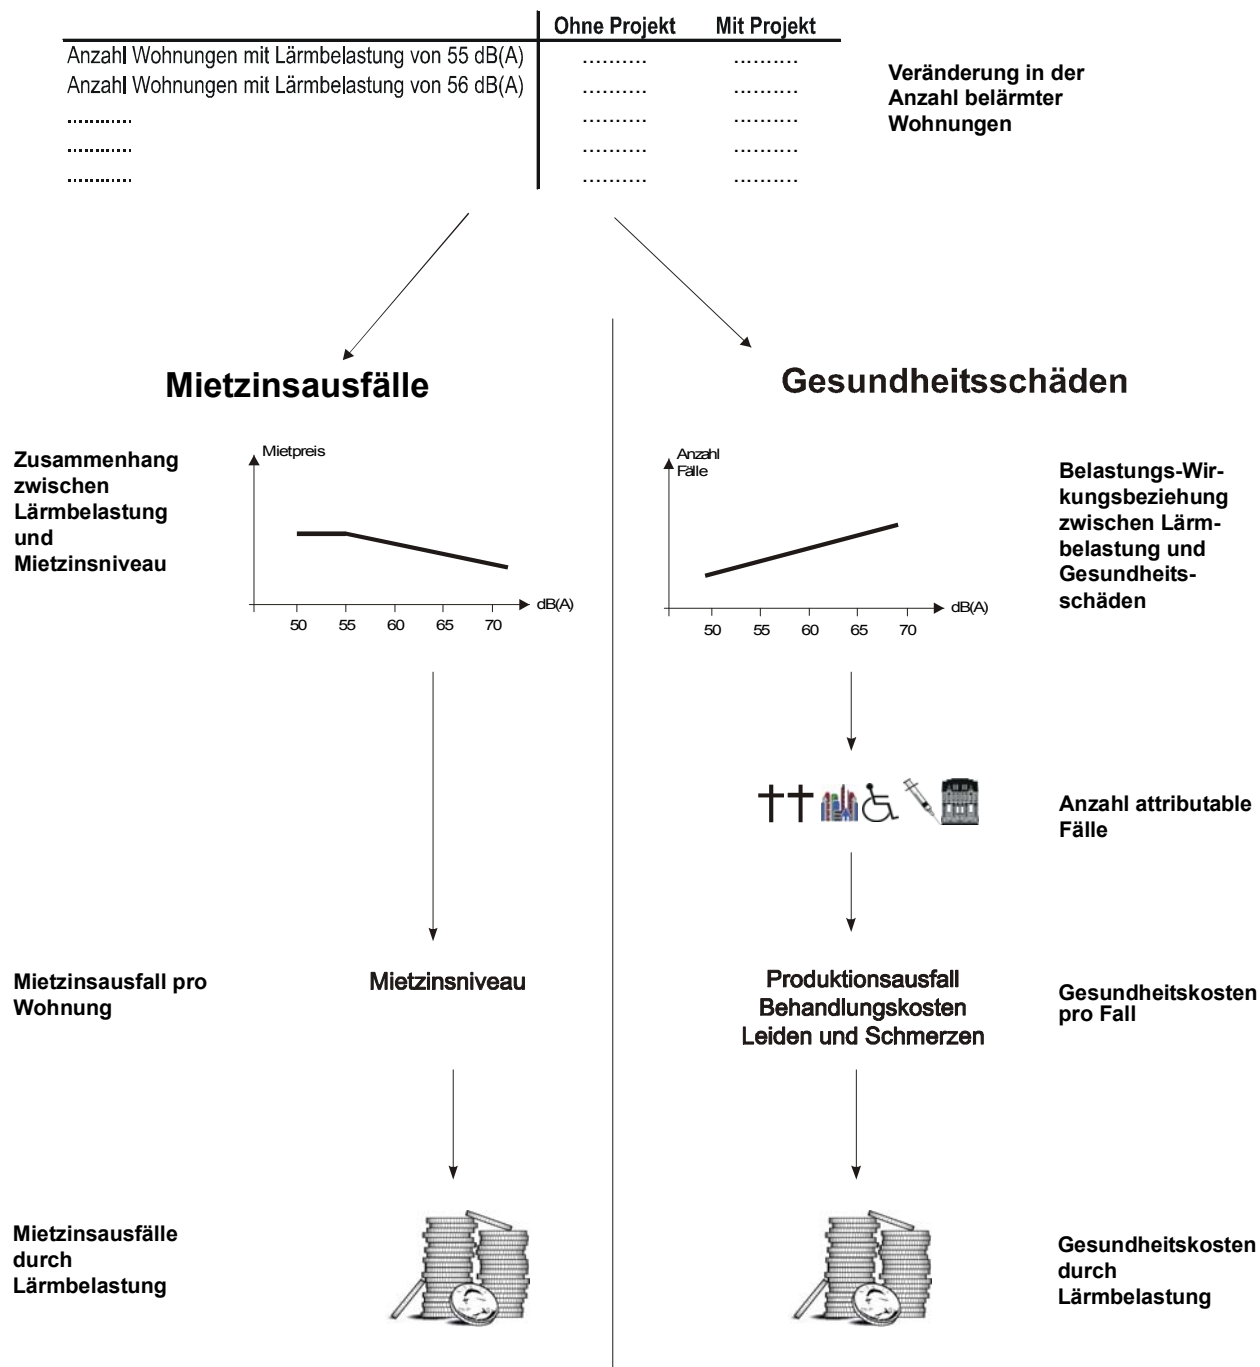 Ohne Projekt Mit Projekt
Anzahl Wohnungen mit Lärmbelastung von 55 dB(A) .......... ..........
Anzahl Wohnungen mit Lärmbelastung von 56 dB(A) .......... ..........
.......... .......... ..........
.......... .......... ..........
.......... .......... ..........
Veränderung in der
Anzahl belärmter
Wohnungen
Mietzinsausfälle
Zusammenhang
zwischen
Lärmbelastung
und
Mietzinsniveau
Mietpreis
dB(A)
50 55 60 65 70
Mietzinsausfall pro
Wohnung
Mietzinsniveau
Mietzinsausfälle
durch
Lärmbelastung
Gesundheitsschäden
Anzahl
Fälle
dB(A)
50 55 60 65 70
Belastungs-Wir-
kungsbeziehung
zwischen Lärm-
belastung und
Gesundheits-
schäden
Anzahl attributable
Fälle
Produktionsausfall
Behandlungskosten
Leiden und Schmerzen
Gesundheitskosten
pro Fall
Gesundheitskosten
durch
Lärmbelastung